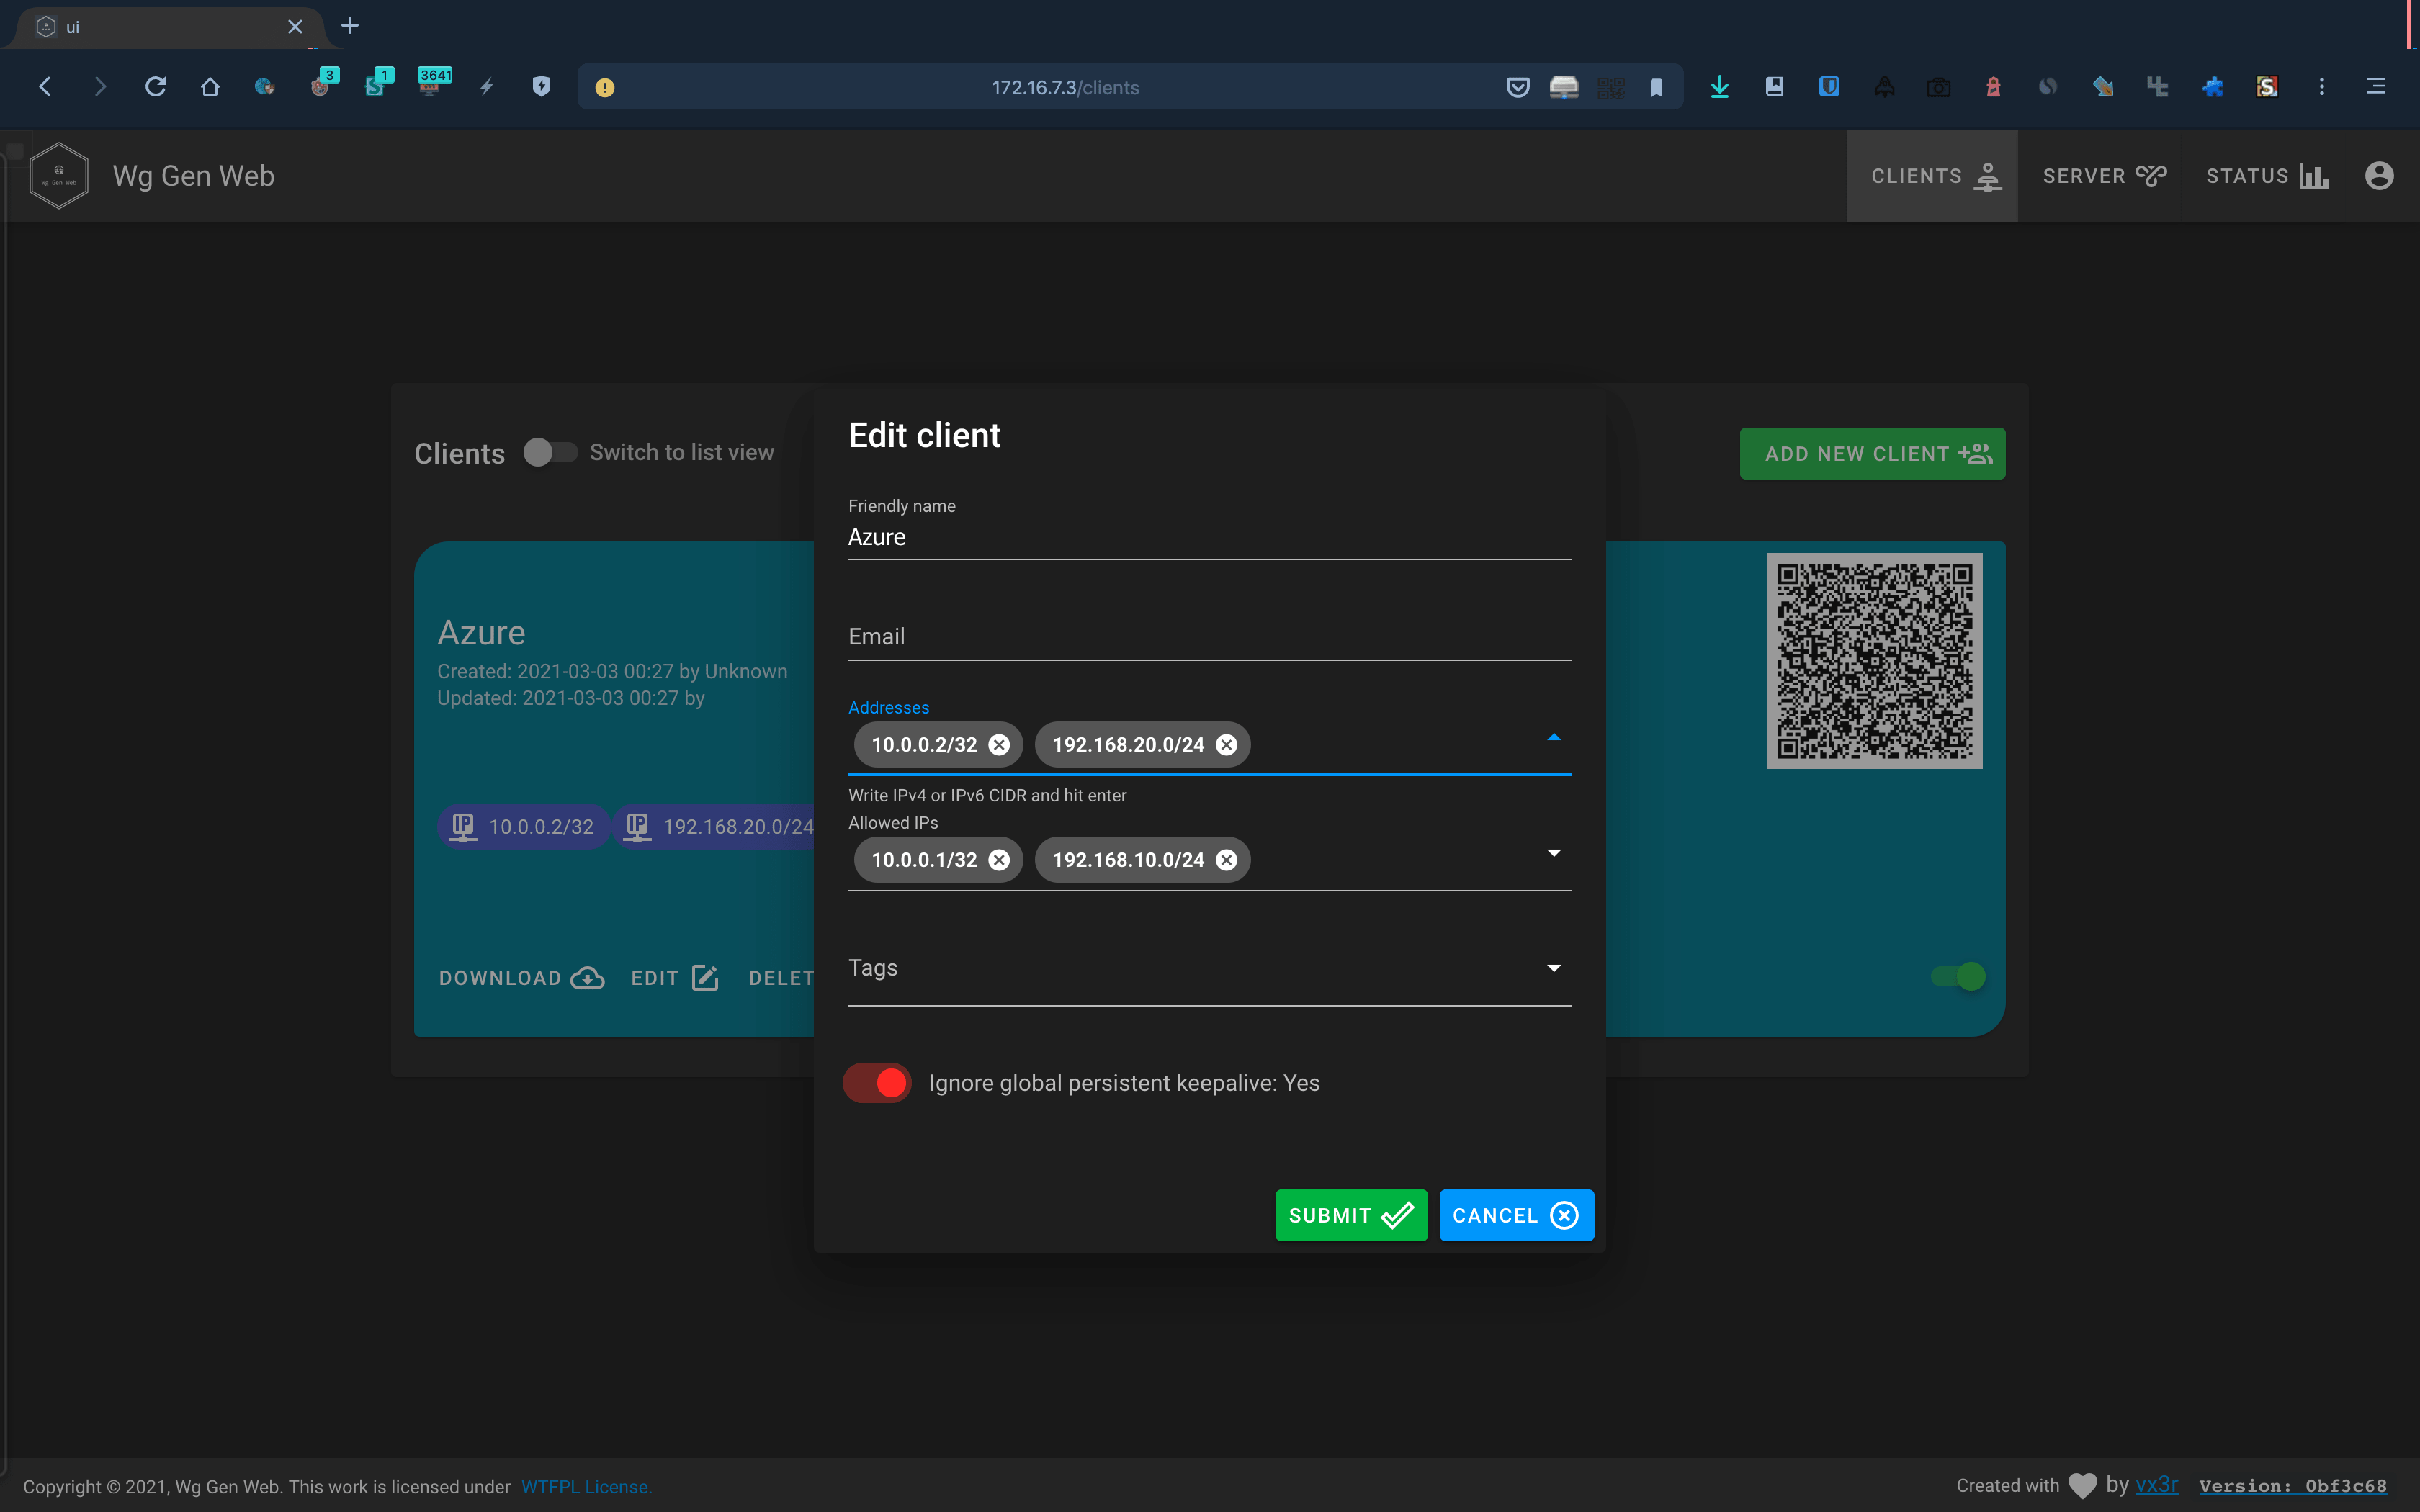 ui
3
1
3641
172.16.7.3/clients
Wg Gen Web
Wg Gen Web
CLIENTS
SERVER
STATUS
Clients
Switch to list view
ADD NEW CLIENT
Azure
Created: 2021-03-03 00:27 by Unknown
Updated: 2021-03-03 00:27 by
IP 10.0.0.2/32
IP 192.168.20.0/24
DOWNLOAD
EDIT
DELET
Edit client
Friendly name
Azure
Email
Addresses
10.0.0.2/32
192.168.20.0/24
Write IPv4 or IPv6 CIDR and hit enter
Allowed IPs
10.0.0.1/32
192.168.10.0/24
Tags
Ignore global persistent keepalive: Yes
SUBMIT
CANCEL
Copyright © 2021, Wg Gen Web. This work is licensed under WTFPL License.
Created with by vx3r Version: 0bf3c68